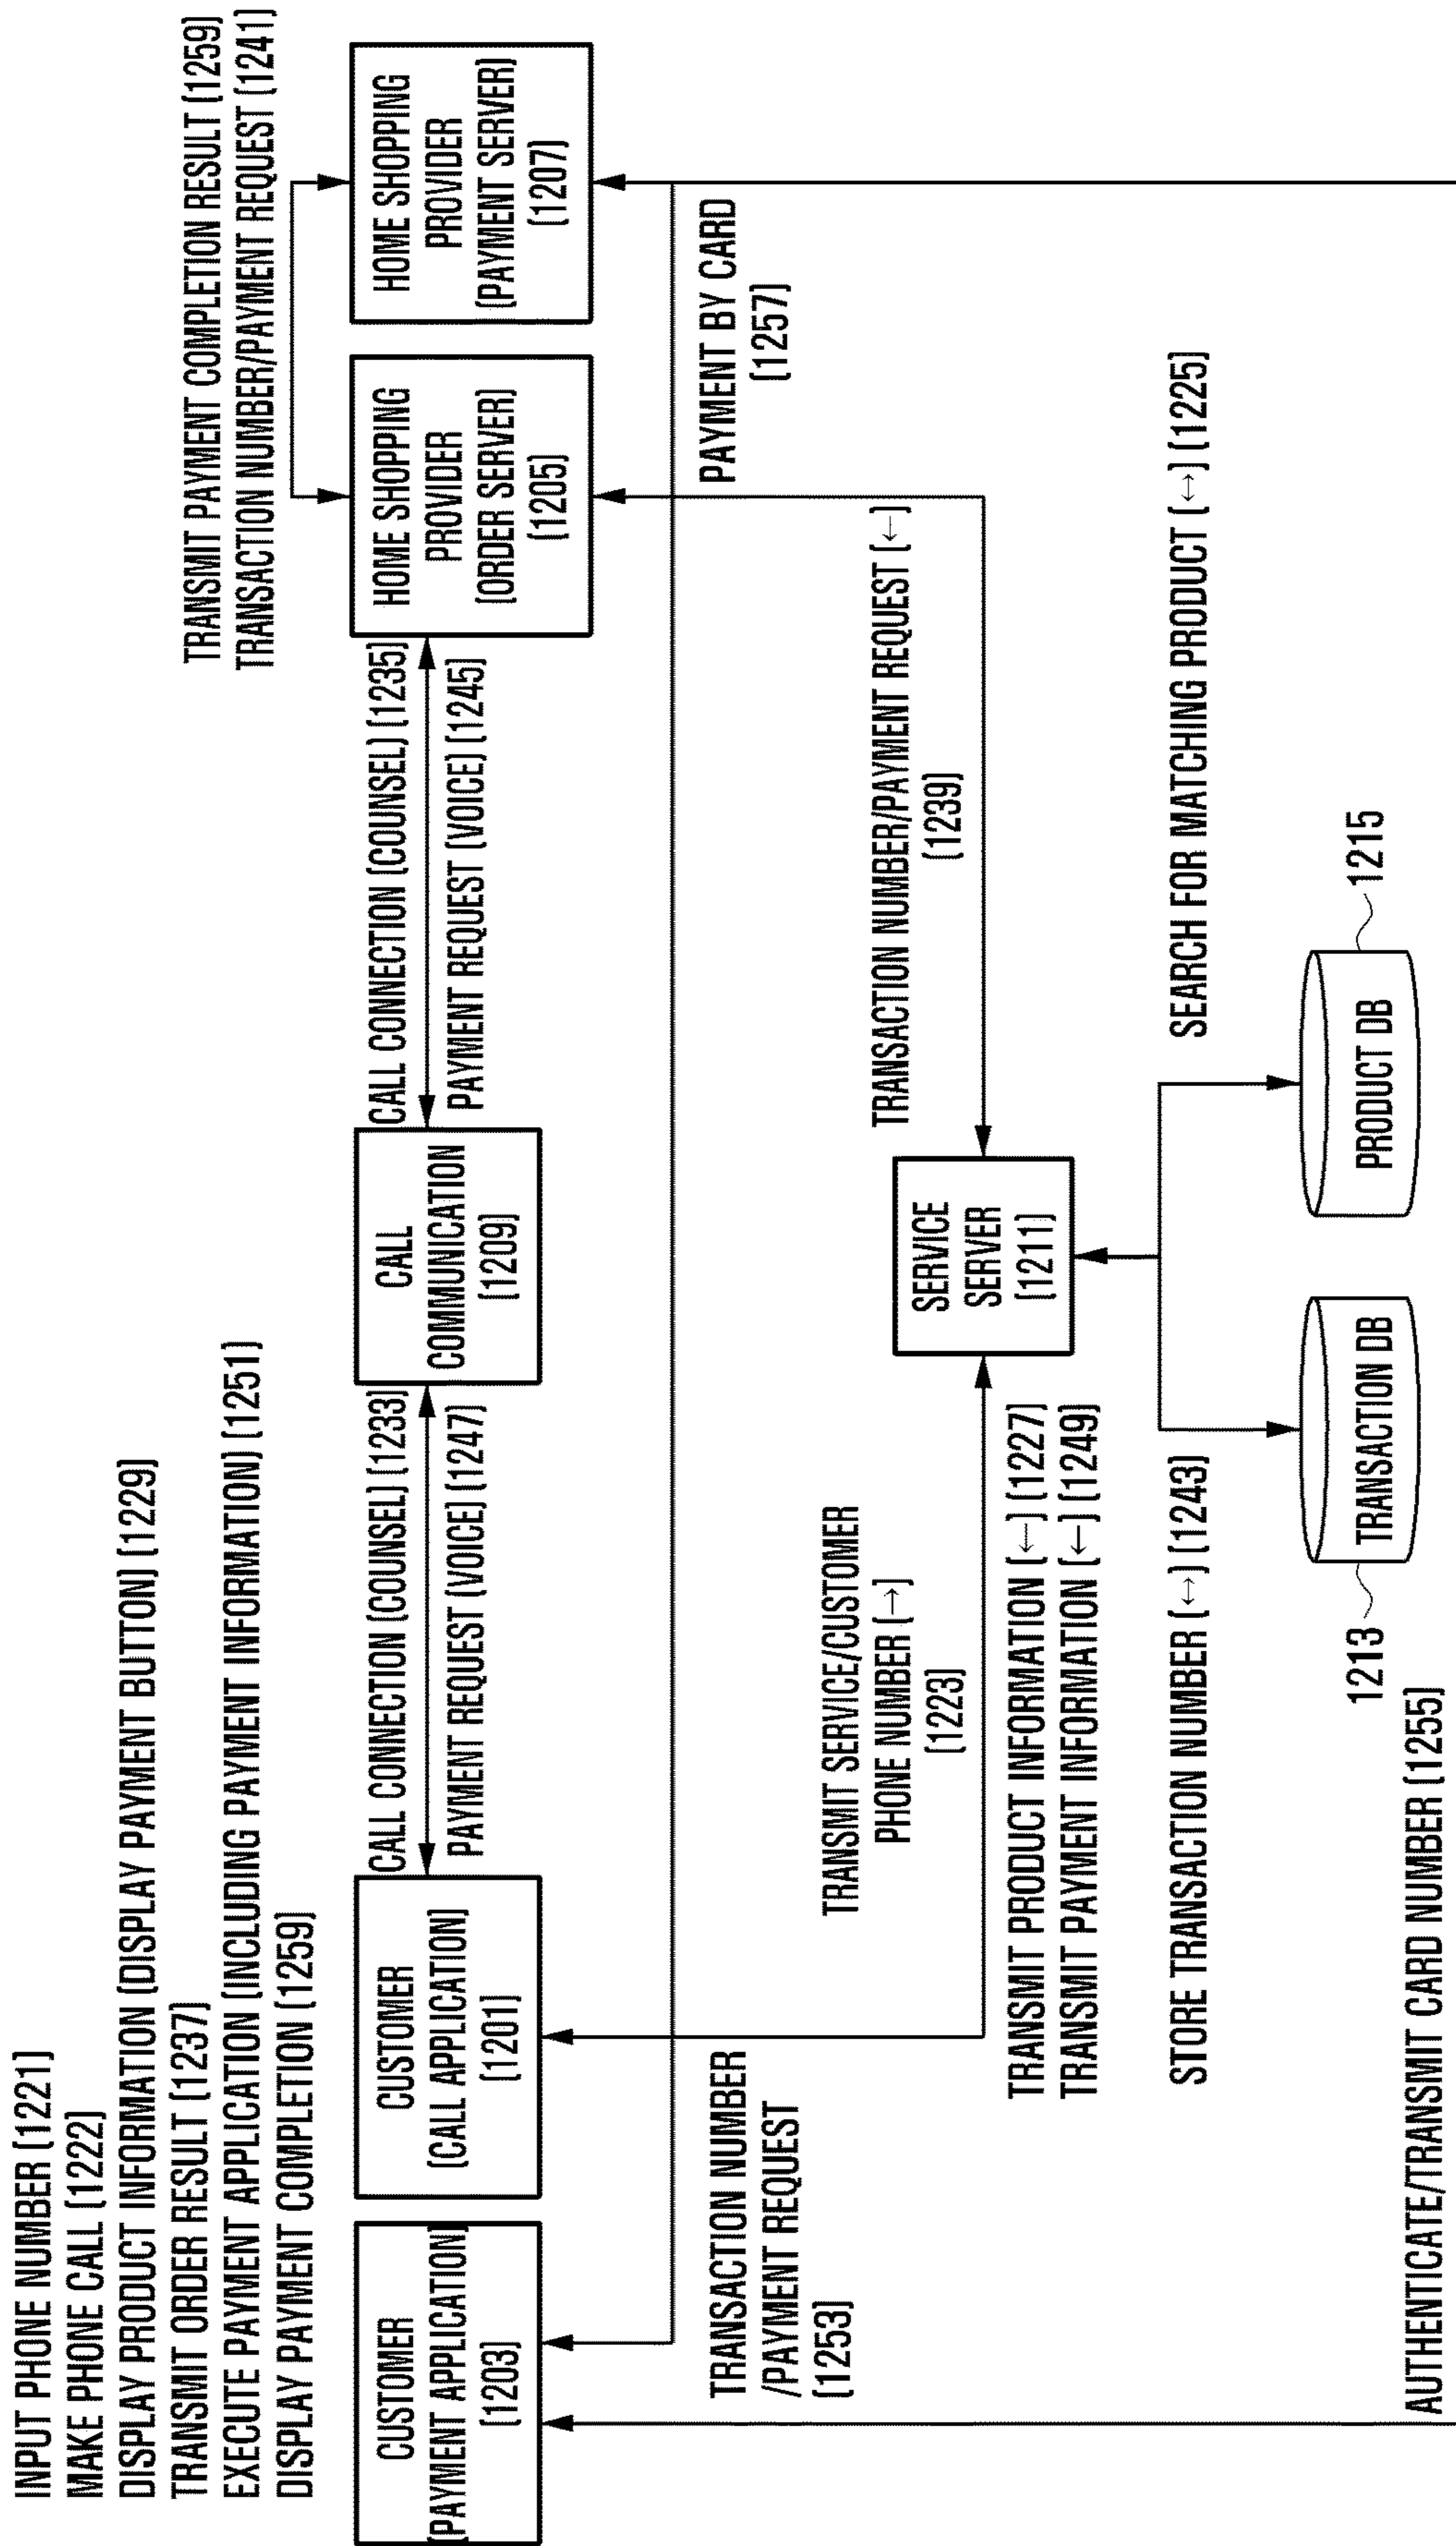 INPUT PHONE NUMBER (1221)
MAKE PHONE CALL (1222)
DISPLAY PRODUCT INFORMATION (DISPLAY PAYMENT BUTTON) (1229)
TRANSMIT ORDER RESULT (1237)
EXECUTE PAYMENT APPLICATION (INCLUDING PAYMENT INFORMATION) (1251)
DISPLAY PAYMENT COMPLETION (1259)
TRANSMIT PAYMENT COMPLETION RESULT (1259)
TRANSACTION NUMBER/PAYMENT REQUEST (1241)
CUSTOMER
(PAYMENT APPLICATION)
(1203)
CUSTOMER
(CALL APPLICATION)
(1201)
CALL CONNECTION (COUNSEL) (1233)
PAYMENT REQUEST (VOICE) (1247)
CALL
COMMUNICATION
(1209)
CALL CONNECTION (COUNSEL) (1235)
PAYMENT REQUEST (VOICE) (1245)
HOME SHOPPING
PROVIDER
(ORDER SERVER)
(1205)
HOME SHOPPING
PROVIDER
(PAYMENT SERVER)
(1207)
TRANSACTION NUMBER
/PAYMENT REQUEST
(1253)
PAYMENT BY CARD
(1257)
TRANSMIT SERVICE/CUSTOMER
PHONE NUMBER (→)
(1223)
SERVICE
SERVER
(1211)
TRANSACTION NUMBER/PAYMENT REQUEST (←)
(1239)
TRANSMIT PRODUCT INFORMATION (←) (1227)
TRANSMIT PAYMENT INFORMATION (←) (1249)
STORE TRANSACTION NUMBER (↔) (1243)
SEARCH FOR MATCHING PRODUCT (↔) (1225)
1213
TRANSACTION DB
PRODUCT DB
1215
AUTHENTICATE/TRANSMIT CARD NUMBER (1255)